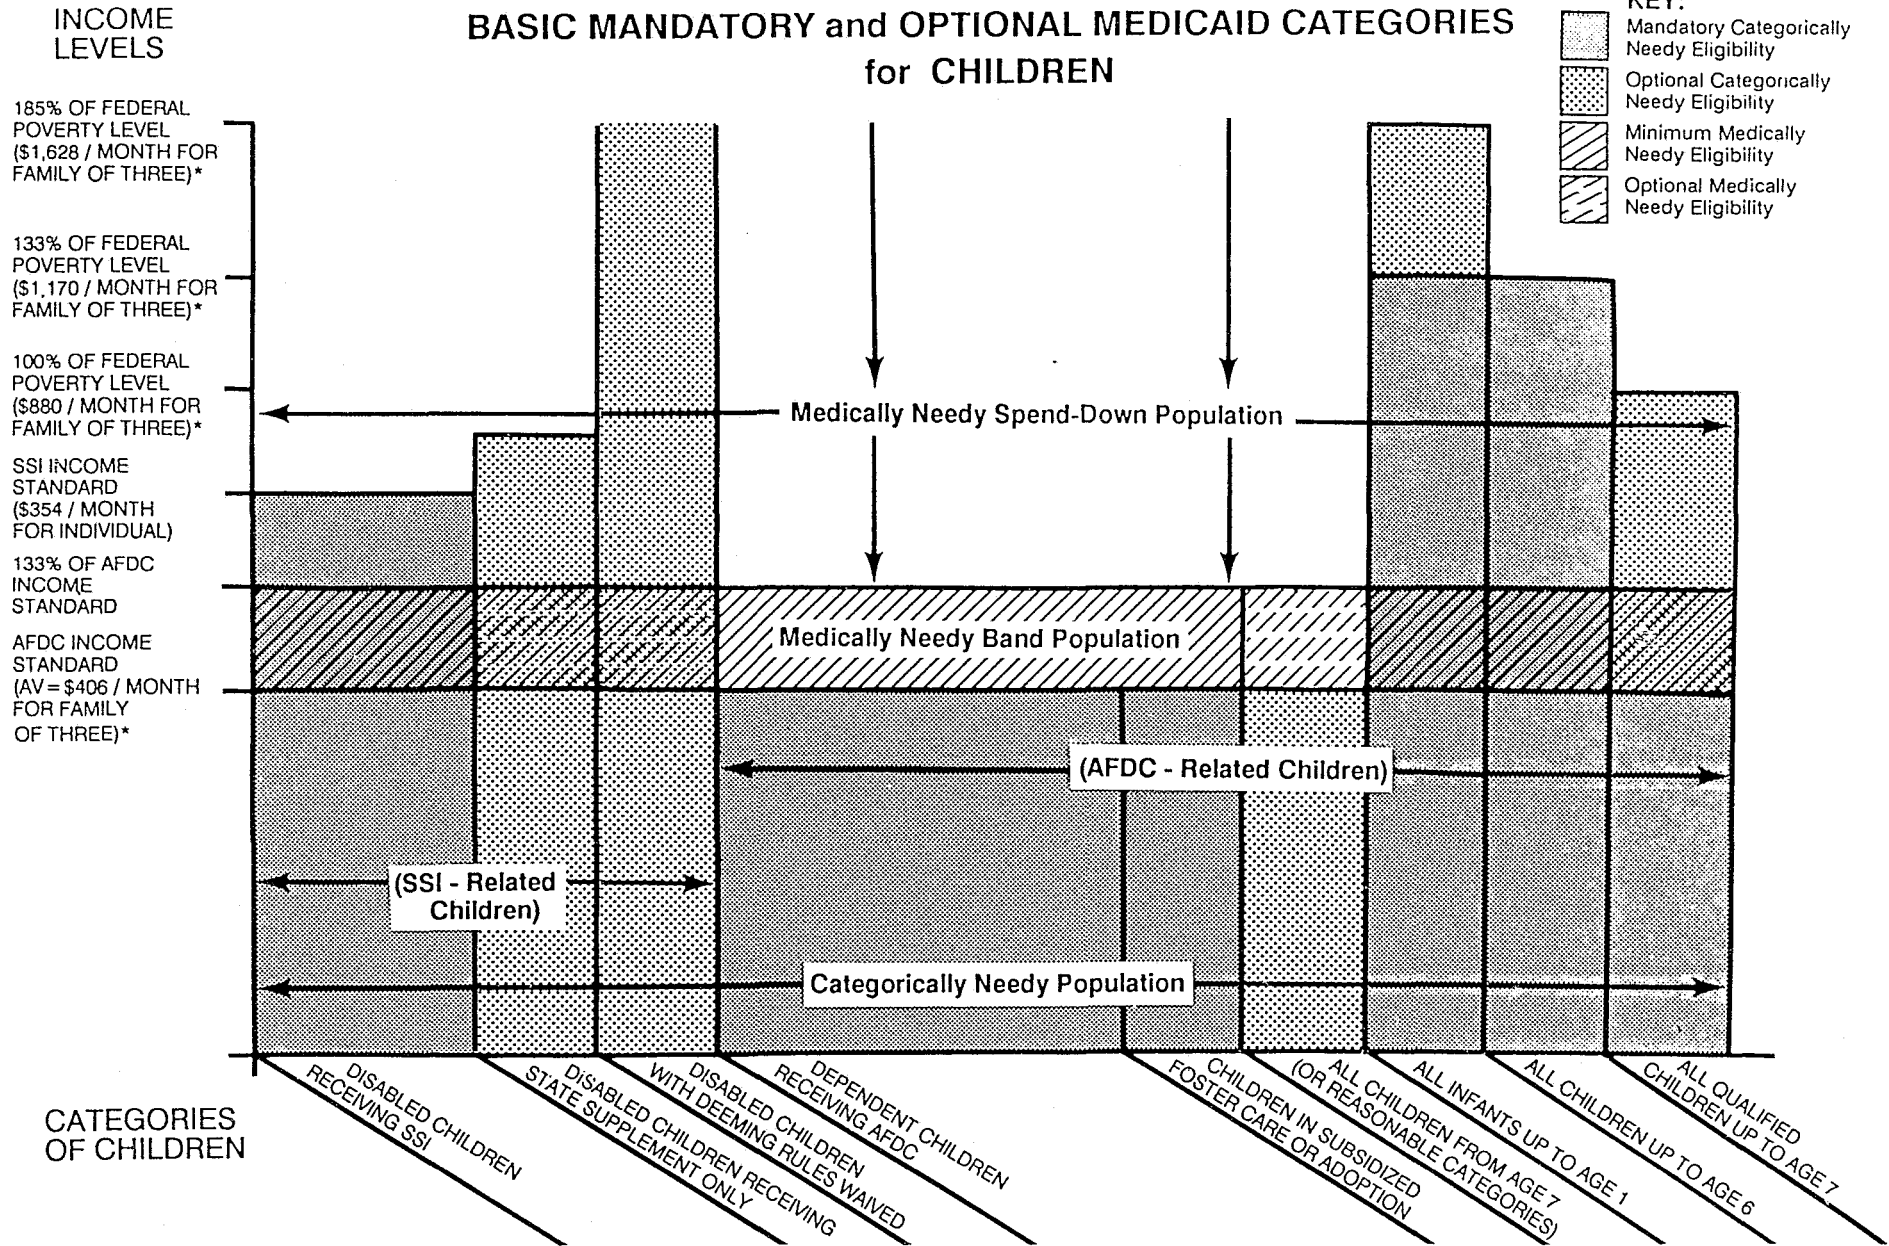 INCOME
LEVELS
BASIC MANDATORY and OPTIONAL MEDICAID CATEGORIES
for CHILDREN
KEY:
Mandatory Categorically
Needy Eligibility
Optional Categorically
Needy Eligibility
Minimum Medically
Needy Eligibility
Optional Medically
Needy Eligibility
185% OF FEDERAL
POVERTY LEVEL
($1,628 / MONTH FOR
FAMILY OF THREE)*
133% OF FEDERAL
POVERTY LEVEL
($1,170 / MONTH FOR
FAMILY OF THREE)*
100% OF FEDERAL
POVERTY LEVEL
($880 / MONTH FOR
FAMILY OF THREE)*
SSI INCOME
STANDARD
($354 / MONTH
FOR INDIVIDUAL)
133% OF AFDC
INCOME
STANDARD
AFDC INCOME
STANDARD
(AV = $406 / MONTH
FOR FAMILY
OF THREE)*
Medically Needy Spend-Down Population
Medically Needy Band Population
(AFDC - Related Children)
(SSI - Related
Children)
Categorically Needy Population
CATEGORIES
OF CHILDREN
DISABLED CHILDREN
RECEIVING SSI
DISABLED CHILDREN RECEIVING
STATE SUPPLEMENT ONLY
DISABLED CHILDREN
WITH DEEMING RULES WAIVED
DEPENDENT CHILDREN
RECEIVING AFDC
CHILDREN IN SUBSIDIZED
FOSTER CARE OR ADOPTION
ALL CHILDREN FROM AGE 7
(OR REASONABLE CATEGORIES)
ALL INFANTS UP TO AGE 1
ALL CHILDREN UP TO AGE 6
ALL QUALIFIED
CHILDREN UP TO AGE 7